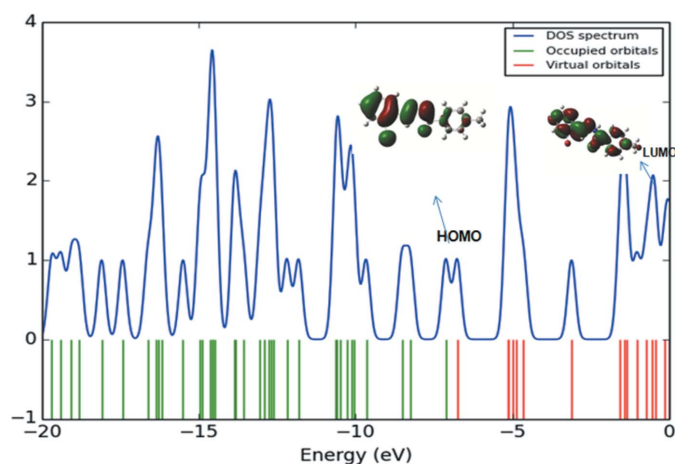 4
3
2
1
0
−1
DOS spectrum
Occupied orbitals
Virtual orbitals
HOMO
LUMO
−20
−15
−10
−5
0
Energy (eV)